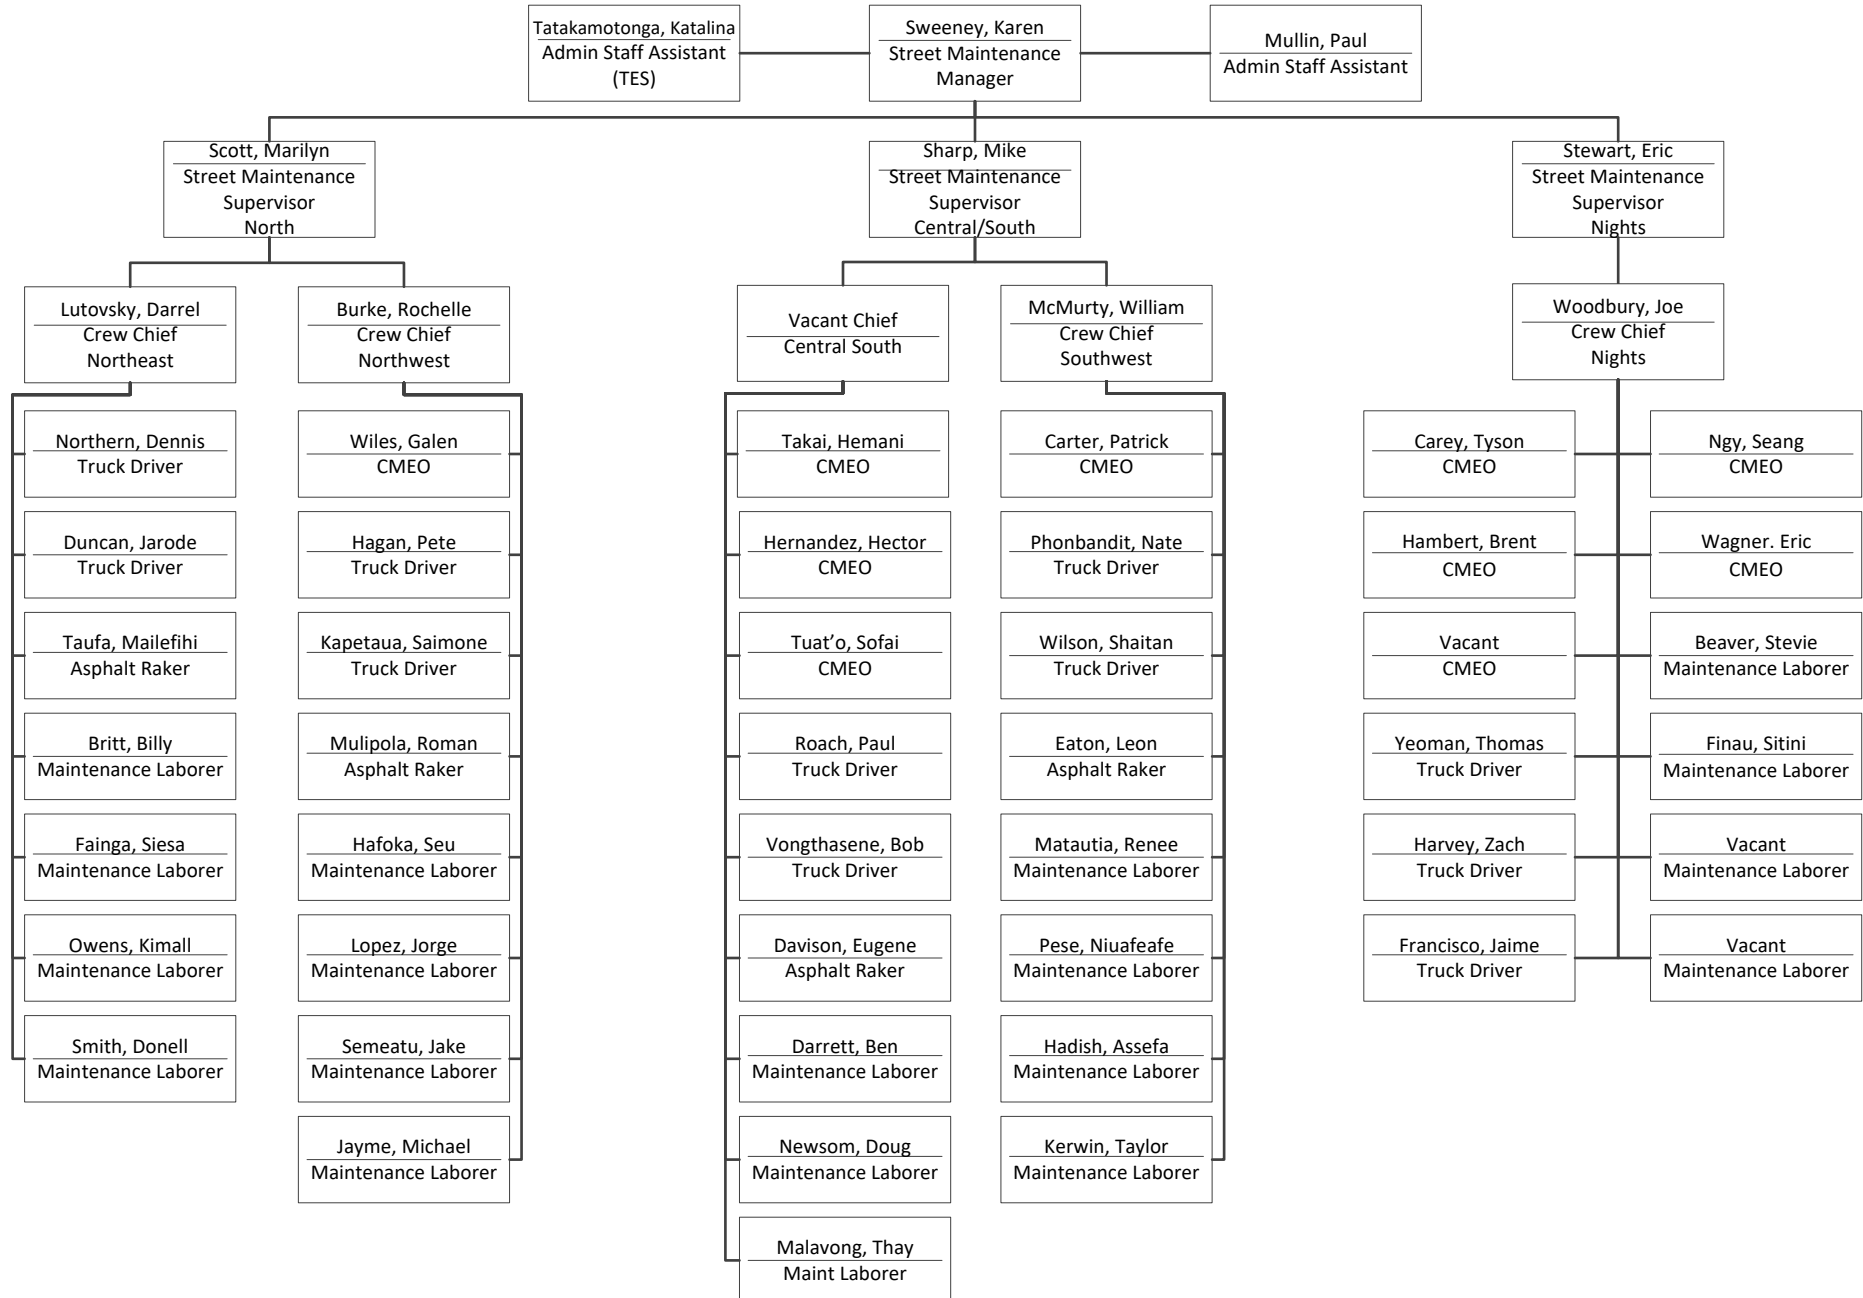 Tatakamotonga, Katalina
Admin Staff Assistant
(TES)
Sweeney, Karen
Street Maintenance
Manager
Mullin, Paul
Admin Staff Assistant
Scott, Marilyn
Street Maintenance
Supervisor
North
Sharp, Mike
Street Maintenance
Supervisor
Central/South
Stewart, Eric
Street Maintenance
Supervisor
Nights
Lutovsky, Darrel
Crew Chief
Northeast
Burke, Rochelle
Crew Chief
Northwest
Vacant Chief
Central South
McMurty, William
Crew Chief
Southwest
Woodbury, Joe
Crew Chief
Nights
Northern, Dennis
Truck Driver
Duncan, Jarode
Truck Driver
Taufa, Mailefihi
Asphalt Raker
Britt, Billy
Maintenance Laborer
Fainga, Siesa
Maintenance Laborer
Owens, Kimall
Maintenance Laborer
Smith, Donell
Maintenance Laborer
Wiles, Galen
CMEO
Hagan, Pete
Truck Driver
Kapetaua, Saimone
Truck Driver
Mulipola, Roman
Asphalt Raker
Hafoka, Seu
Maintenance Laborer
Lopez, Jorge
Maintenance Laborer
Semeatu, Jake
Maintenance Laborer
Jayme, Michael
Maintenance Laborer
Takai, Hemani
CMEO
Hernandez, Hector
CMEO
Tuat’o, Sofai
CMEO
Roach, Paul
Truck Driver
Vongthasene, Bob
Truck Driver
Davison, Eugene
Asphalt Raker
Darrett, Ben
Maintenance Laborer
Newsom, Doug
Maintenance Laborer
Malavong, Thay
Maint Laborer
Carter, Patrick
CMEO
Phonbandit, Nate
Truck Driver
Wilson, Shaitan
Truck Driver
Eaton, Leon
Asphalt Raker
Matautia, Renee
Maintenance Laborer
Pese, Niuafeafe
Maintenance Laborer
Hadish, Assefa
Maintenance Laborer
Kerwin, Taylor
Maintenance Laborer
Carey, Tyson
CMEO
Hambert, Brent
CMEO
Vacant
CMEO
Yeoman, Thomas
Truck Driver
Harvey, Zach
Truck Driver
Francisco, Jaime
Truck Driver
Ngy, Seang
CMEO
Wagner. Eric
CMEO
Beaver, Stevie
Maintenance Laborer
Finau, Sitini
Maintenance Laborer
Vacant
Maintenance Laborer
Vacant
Maintenance Laborer